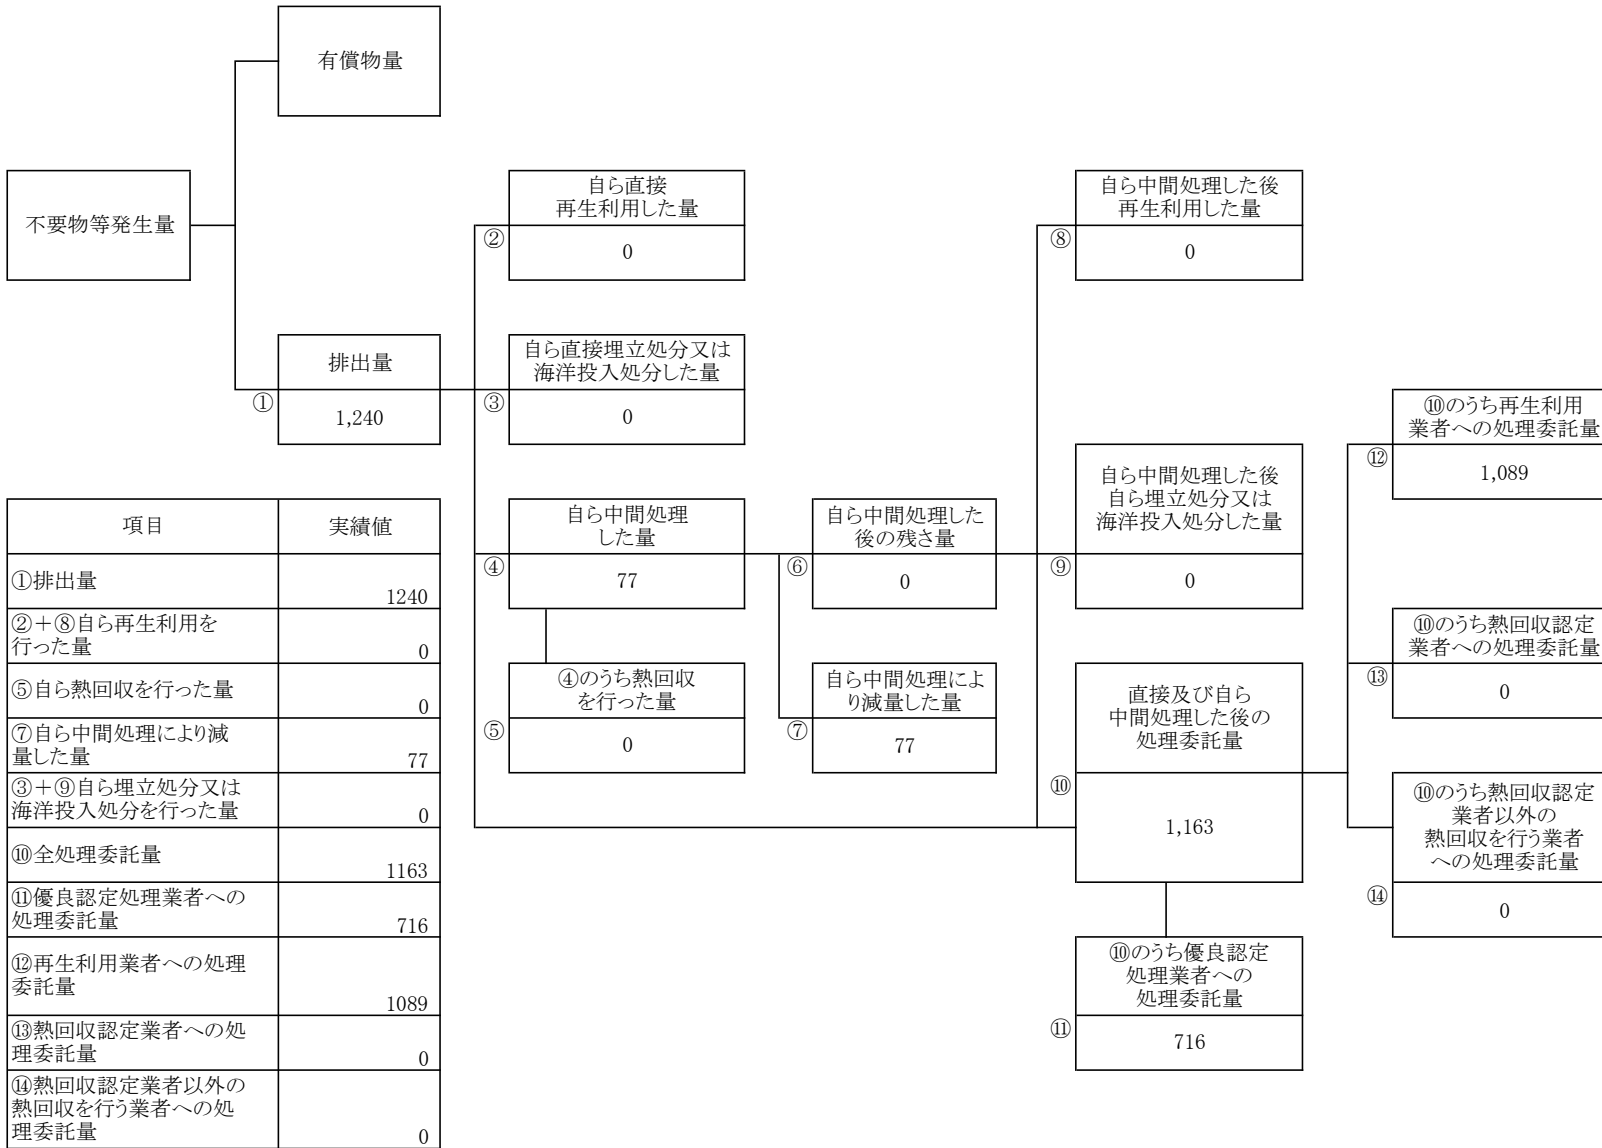 有償物量
不要物等発生量
自ら直接
再生利用した量
②
0
自ら中間処理した後
再生利用した量
⑧
0
排出量
①
1,240
自ら直接埋立処分又は
海洋投入処分した量
③
0
⑩のうち再生利用
業者への処理委託量
⑫
1,089
自ら中間処理
した量
④
77
自ら中間処理した
後の残さ量
⑥
0
自ら中間処理した後
自ら埋立処分又は
海洋投入処分した量
⑨
0
⑩のうち熱回収認定
業者への処理委託量
⑬
0
④のうち熱回収
を行った量
⑤
0
自ら中間処理によ
り減量した量
⑦
77
直接及び自ら
中間処理した後の
処理委託量
⑩
1,163
⑩のうち熱回収認定
業者以外の
熱回収を行う業者
への処理委託量
⑭
0
⑩のうち優良認定
処理業者への
処理委託量
⑪
716
項目 実績値
①排出量
1240
②+⑧自ら再生利用を
行った量
0
⑤自ら熱回収を行った量
0
⑦自ら中間処理により減
量した量
77
③+⑨自ら埋立処分又は
海洋投入処分を行った量
0
⑩全処理委託量
1163
⑪優良認定処理業者への
処理委託量
716
⑫再生利用業者への処理
委託量
1089
⑬熱回収認定業者への処
理委託量
0
⑭熱回収認定業者以外の
熱回収を行う業者への処
理委託量
0